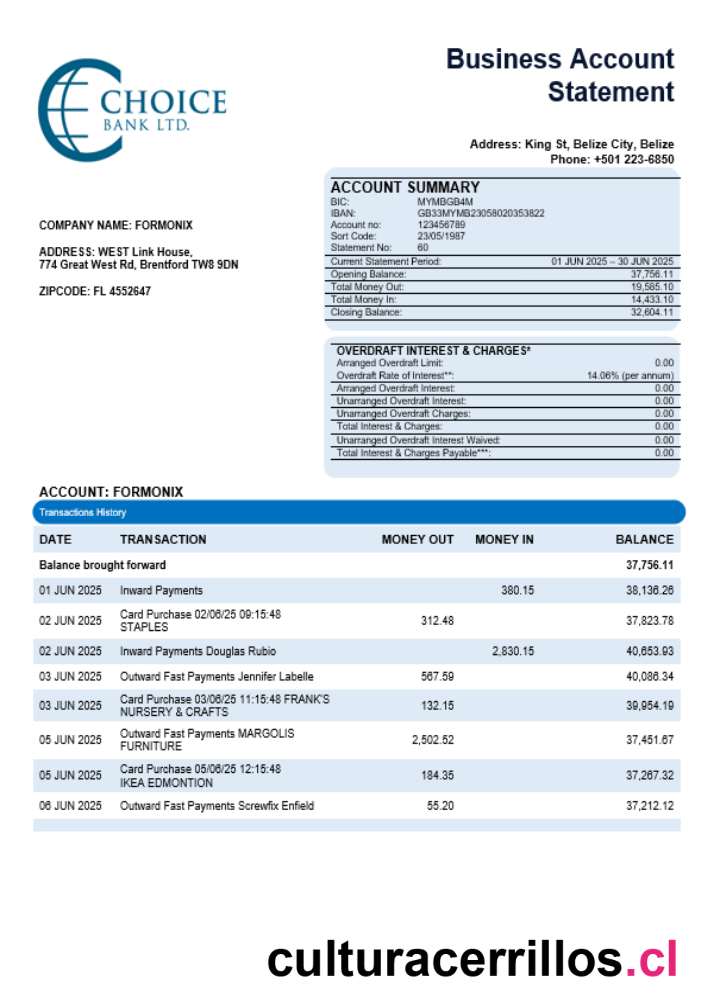 CHOICE
BANK LTD.
Business Account
Statement
Address: King St, Belize City, Belize
Phone: +501 223-6850
COMPANY NAME: FORMONIX
ADDRESS: WEST Link House,
774 Great West Rd, Brentford TW8 9DN
ZIPCODE: FL 4552647
ACCOUNT SUMMARY
BIC: MYMBGB4M
IBAN: GB33MYMB23058020353822
Account no: 123456789
Sort Code: 23/05/1987
Statement No: 60
Current Statement Period: 01 JUN 2025 – 30 JUN 2025
Opening Balance: 37,756.11
Total Money Out: 19,585.10
Total Money In: 14,433.10
Closing Balance: 32,604.11
OVERDRAFT INTEREST & CHARGES*
Arranged Overdraft Limit: 0.00
Overdraft Rate of Interest**: 14.06% (per annum)
Arranged Overdraft Interest: 0.00
Unarranged Overdraft Interest: 0.00
Unarranged Overdraft Charges: 0.00
Total Interest & Charges: 0.00
Unarranged Overdraft Interest Waived: 0.00
Total Interest & Charges Payable***: 0.00
ACCOUNT: FORMONIX
Transactions History
DATE TRANSACTION MONEY OUT MONEY IN BALANCE
Balance brought forward 37,756.11
01 JUN 2025 Inward Payments 380.15 38,136.26
02 JUN 2025 Card Purchase 02/06/25 09:15:48
STAPLES 312.48 37,823.78
02 JUN 2025 Inward Payments Douglas Rubio 2,830.15 40,653.93
03 JUN 2025 Outward Fast Payments Jennifer Labelle 567.59 40,086.34
03 JUN 2025 Card Purchase 03/06/25 11:15:48 FRANK'S
NURSERY & CRAFTS 132.15 39,954.19
05 JUN 2025 Outward Fast Payments MARGOLIS
FURNITURE 2,502.52 37,451.67
05 JUN 2025 Card Purchase 05/06/25 12:15:48
IKEA EDMONTION 184.35 37,267.32
06 JUN 2025 Outward Fast Payments Screwfix Enfield 55.20 37,212.12
culturacerrillos.cl